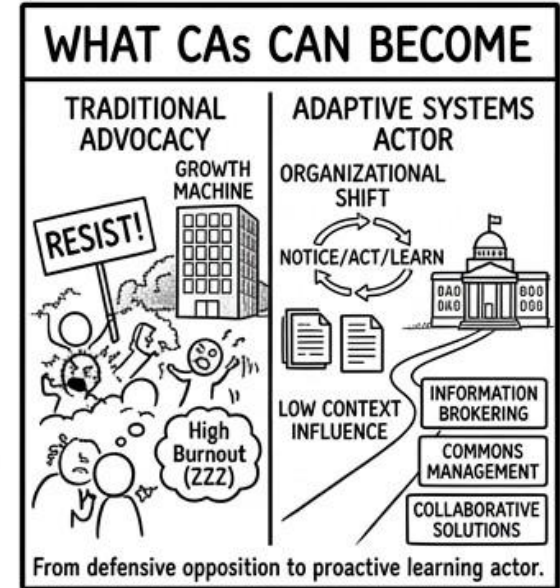 WHAT CAs CAN BECOME
TRADITIONAL
ADVOCACY
GROWTH
MACHINE
RESIST!
High
Burnout
(ZZZ)
ADAPTIVE SYSTEMS
ACTOR
ORGANIZATIONAL
SHIFT
NOTICE/ACT/LEARN
LOW CONTEXT
INFLUENCE
INFORMATION
BROKERING
COMMONS
MANAGEMENT
COLLABORATIVE
SOLUTIONS
From defensive opposition to proactive learning actor.